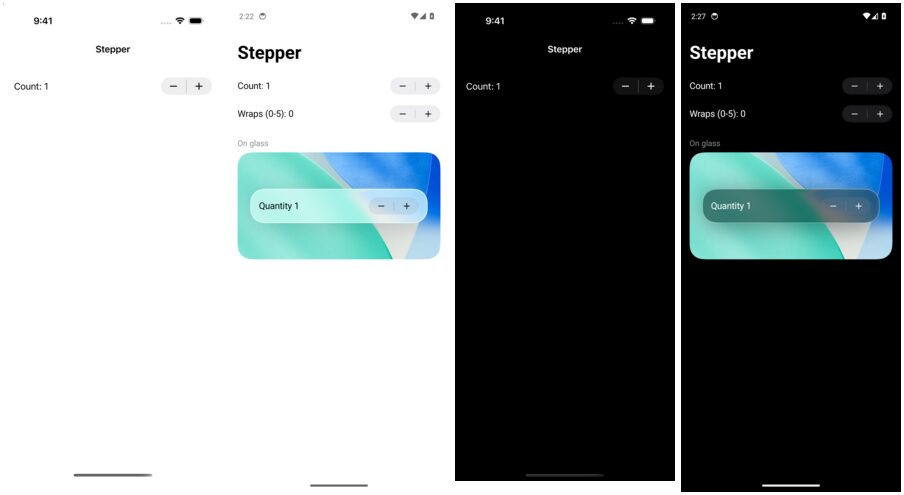 9:41
Stepper
Count: 1
2:22
Stepper
Count: 1
Wraps (0-5): 0
On glass
Quantity 1
9:41
Stepper
Count: 1
2:27
Stepper
Count: 1
Wraps (0-5): 0
On glass
Quantity 1